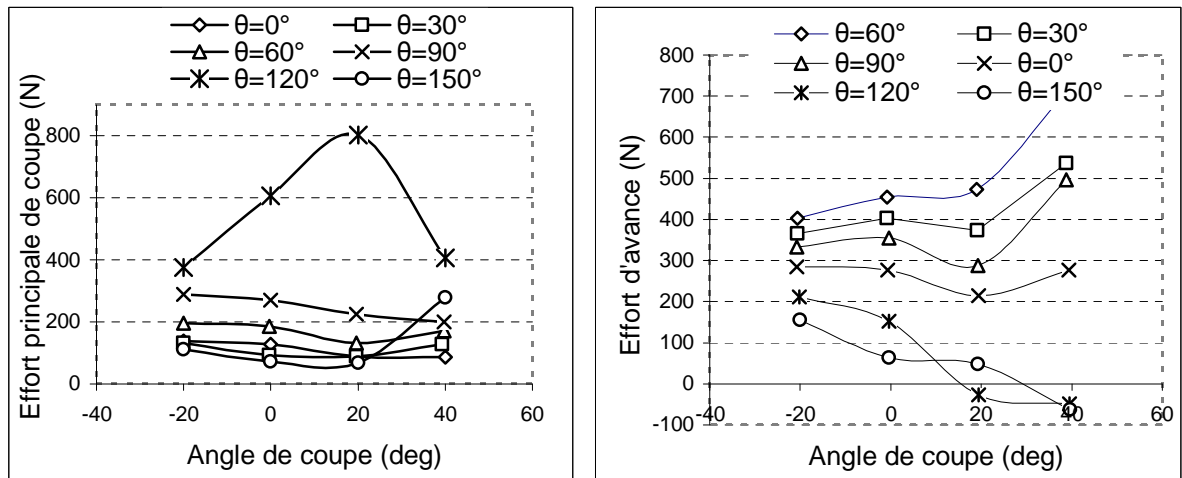 θ=0° θ=30°
θ=60° θ=90°
θ=120° θ=150°
Effort principale de coupe (N)
800
600
400
200
0
-40 -20 0 20 40 60
Angle de coupe (deg)
θ=60° θ=30°
θ=90° θ=0°
θ=120° θ=150°
Effort d'avance (N)
800
700
600
500
400
300
200
100
0
-100
-40 -20 0 20 40 60
Angle de coupe (deg)